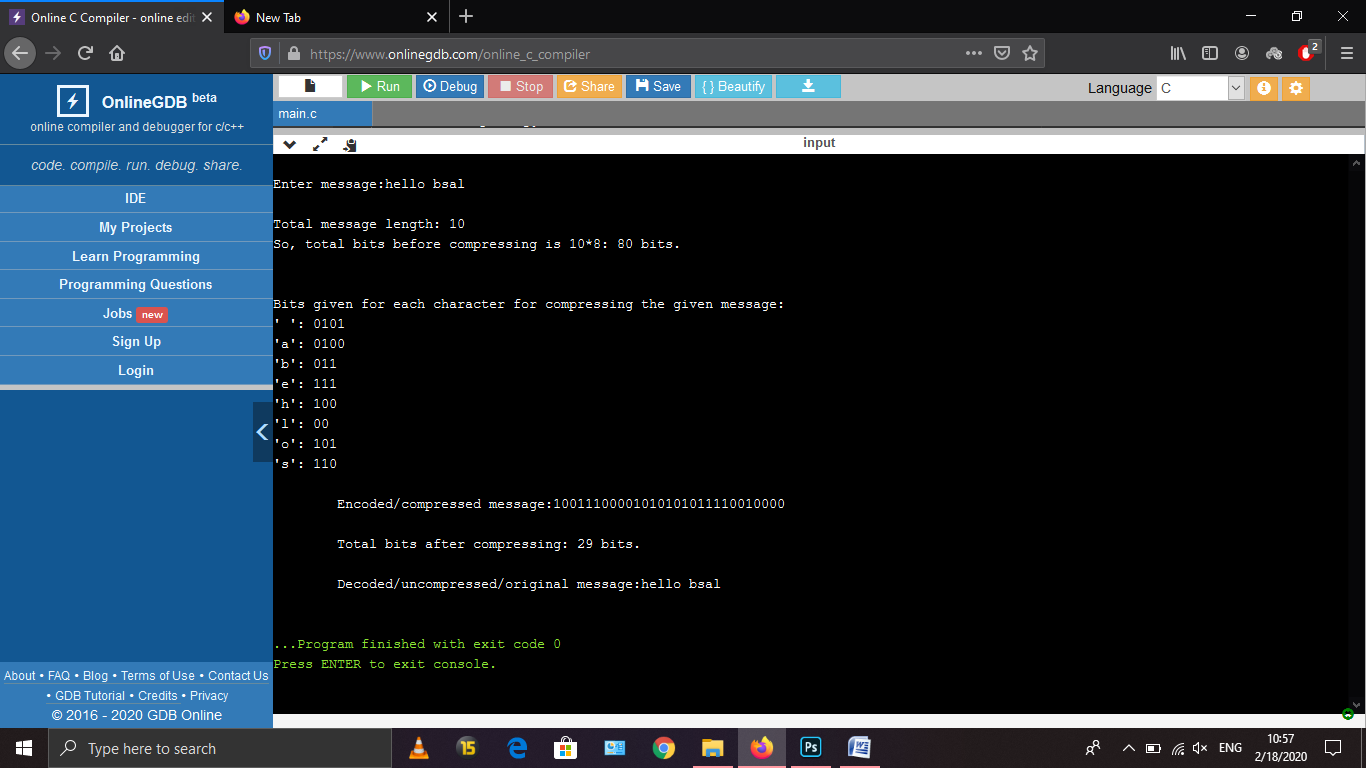 Online C Compiler - online edit
New Tab
https://www.onlinegdb.com/online_c_compiler
2
OnlineGDB beta
online compiler and debugger for c/c++
code. compile. run. debug. share.
IDE
My Projects
Learn Programming
Programming Questions
Jobs new
Sign Up
Login
About • FAQ • Blog • Terms of Use • Contact Us
• GDB Tutorial • Credits • Privacy
© 2016 - 2020 GDB Online
Run Debug Stop Share Save { } Beautify
Language C
main.c
input
Enter message:hello bsal
Total message length: 10
So, total bits before compressing is 10*8: 80 bits.
Bits given for each character for compressing the given message:
' ': 0101
'a': 0100
'b': 011
'e': 111
'h': 100
'l': 00
'o': 101
's': 110
Encoded/compressed message:10011100001010101011110010000
Total bits after compressing: 29 bits.
Decoded/uncompressed/original message:hello bsal
...Program finished with exit code 0
Press ENTER to exit console.
Type here to search
15
Ps
W
ENG
10:57
2/18/2020